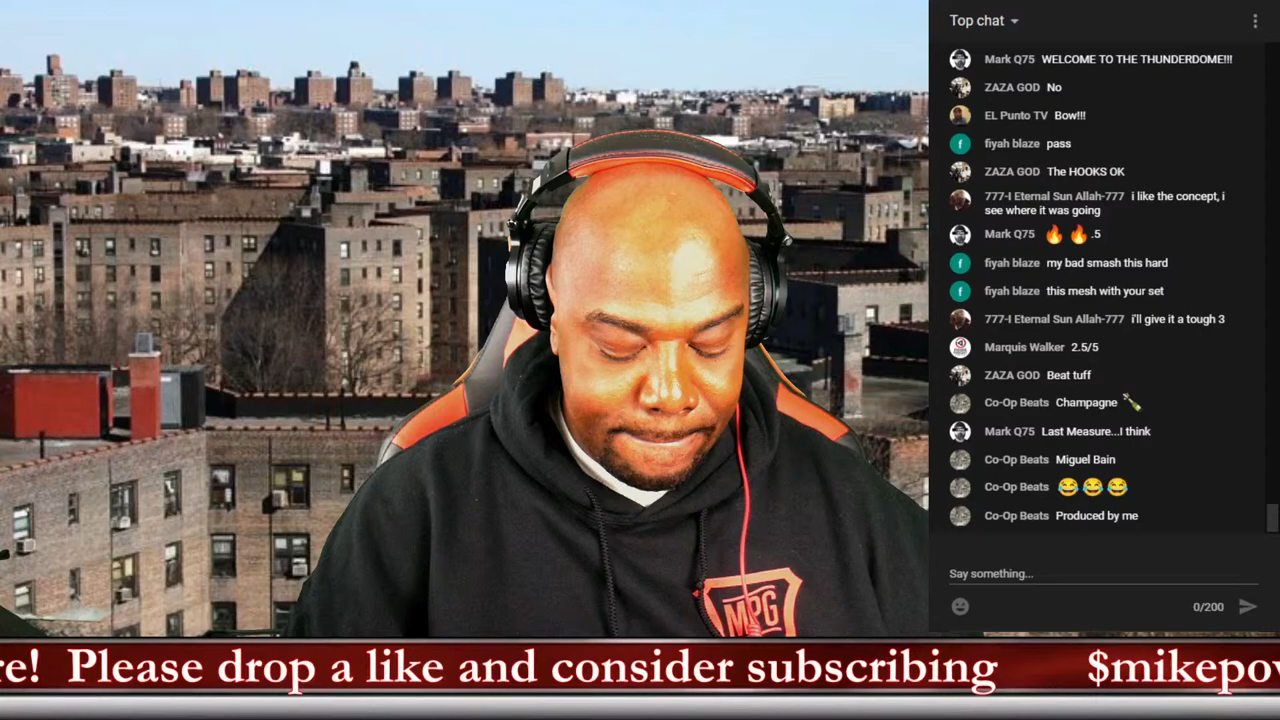 Top chat
Mark Q75 WELCOME TO THE THUNDERDOME!!!
ZAZA GOD No
EL Punto TV Bow!!!
f fiyah blaze pass
ZAZA GOD The HOOKS OK
777-I Eternal Sun Allah-777 i like the concept, i
see where it was going
Mark Q75 🔥 🔥 .5
f fiyah blaze my bad smash this hard
f fiyah blaze this mesh with your set
777-I Eternal Sun Allah-777 i'll give it a tough 3
Marquis Walker 2.5/5
ZAZA GOD Beat tuff
Co-Op Beats Champagne 🍾
Mark Q75 Last Measure...I think
Co-Op Beats Miguel Bain
Co-Op Beats 😂😂😂
Co-Op Beats Produced by me
Say something...
0/200
MPG
re! Please drop a like and consider subscribing $mikepov